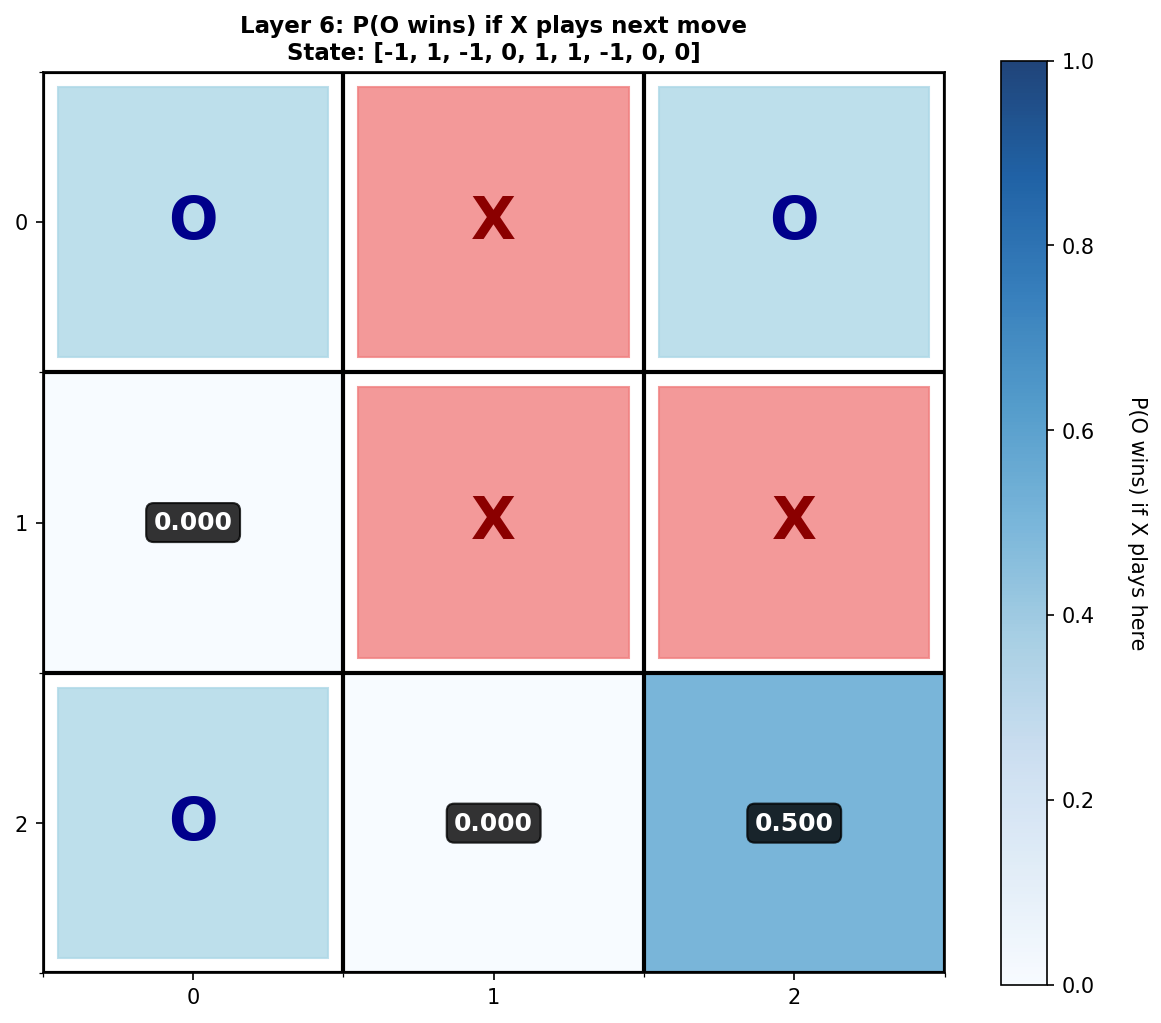 Layer 6: P(O wins) if X plays next move
State: [-1, 1, -1, 0, 1, 1, -1, 0, 0]
0
O
X
O
1
0.000
X
X
2
O
0.000
0.500
0
1
2
1.0
0.8
0.6
0.4
0.2
0.0
P(O wins) if X plays here